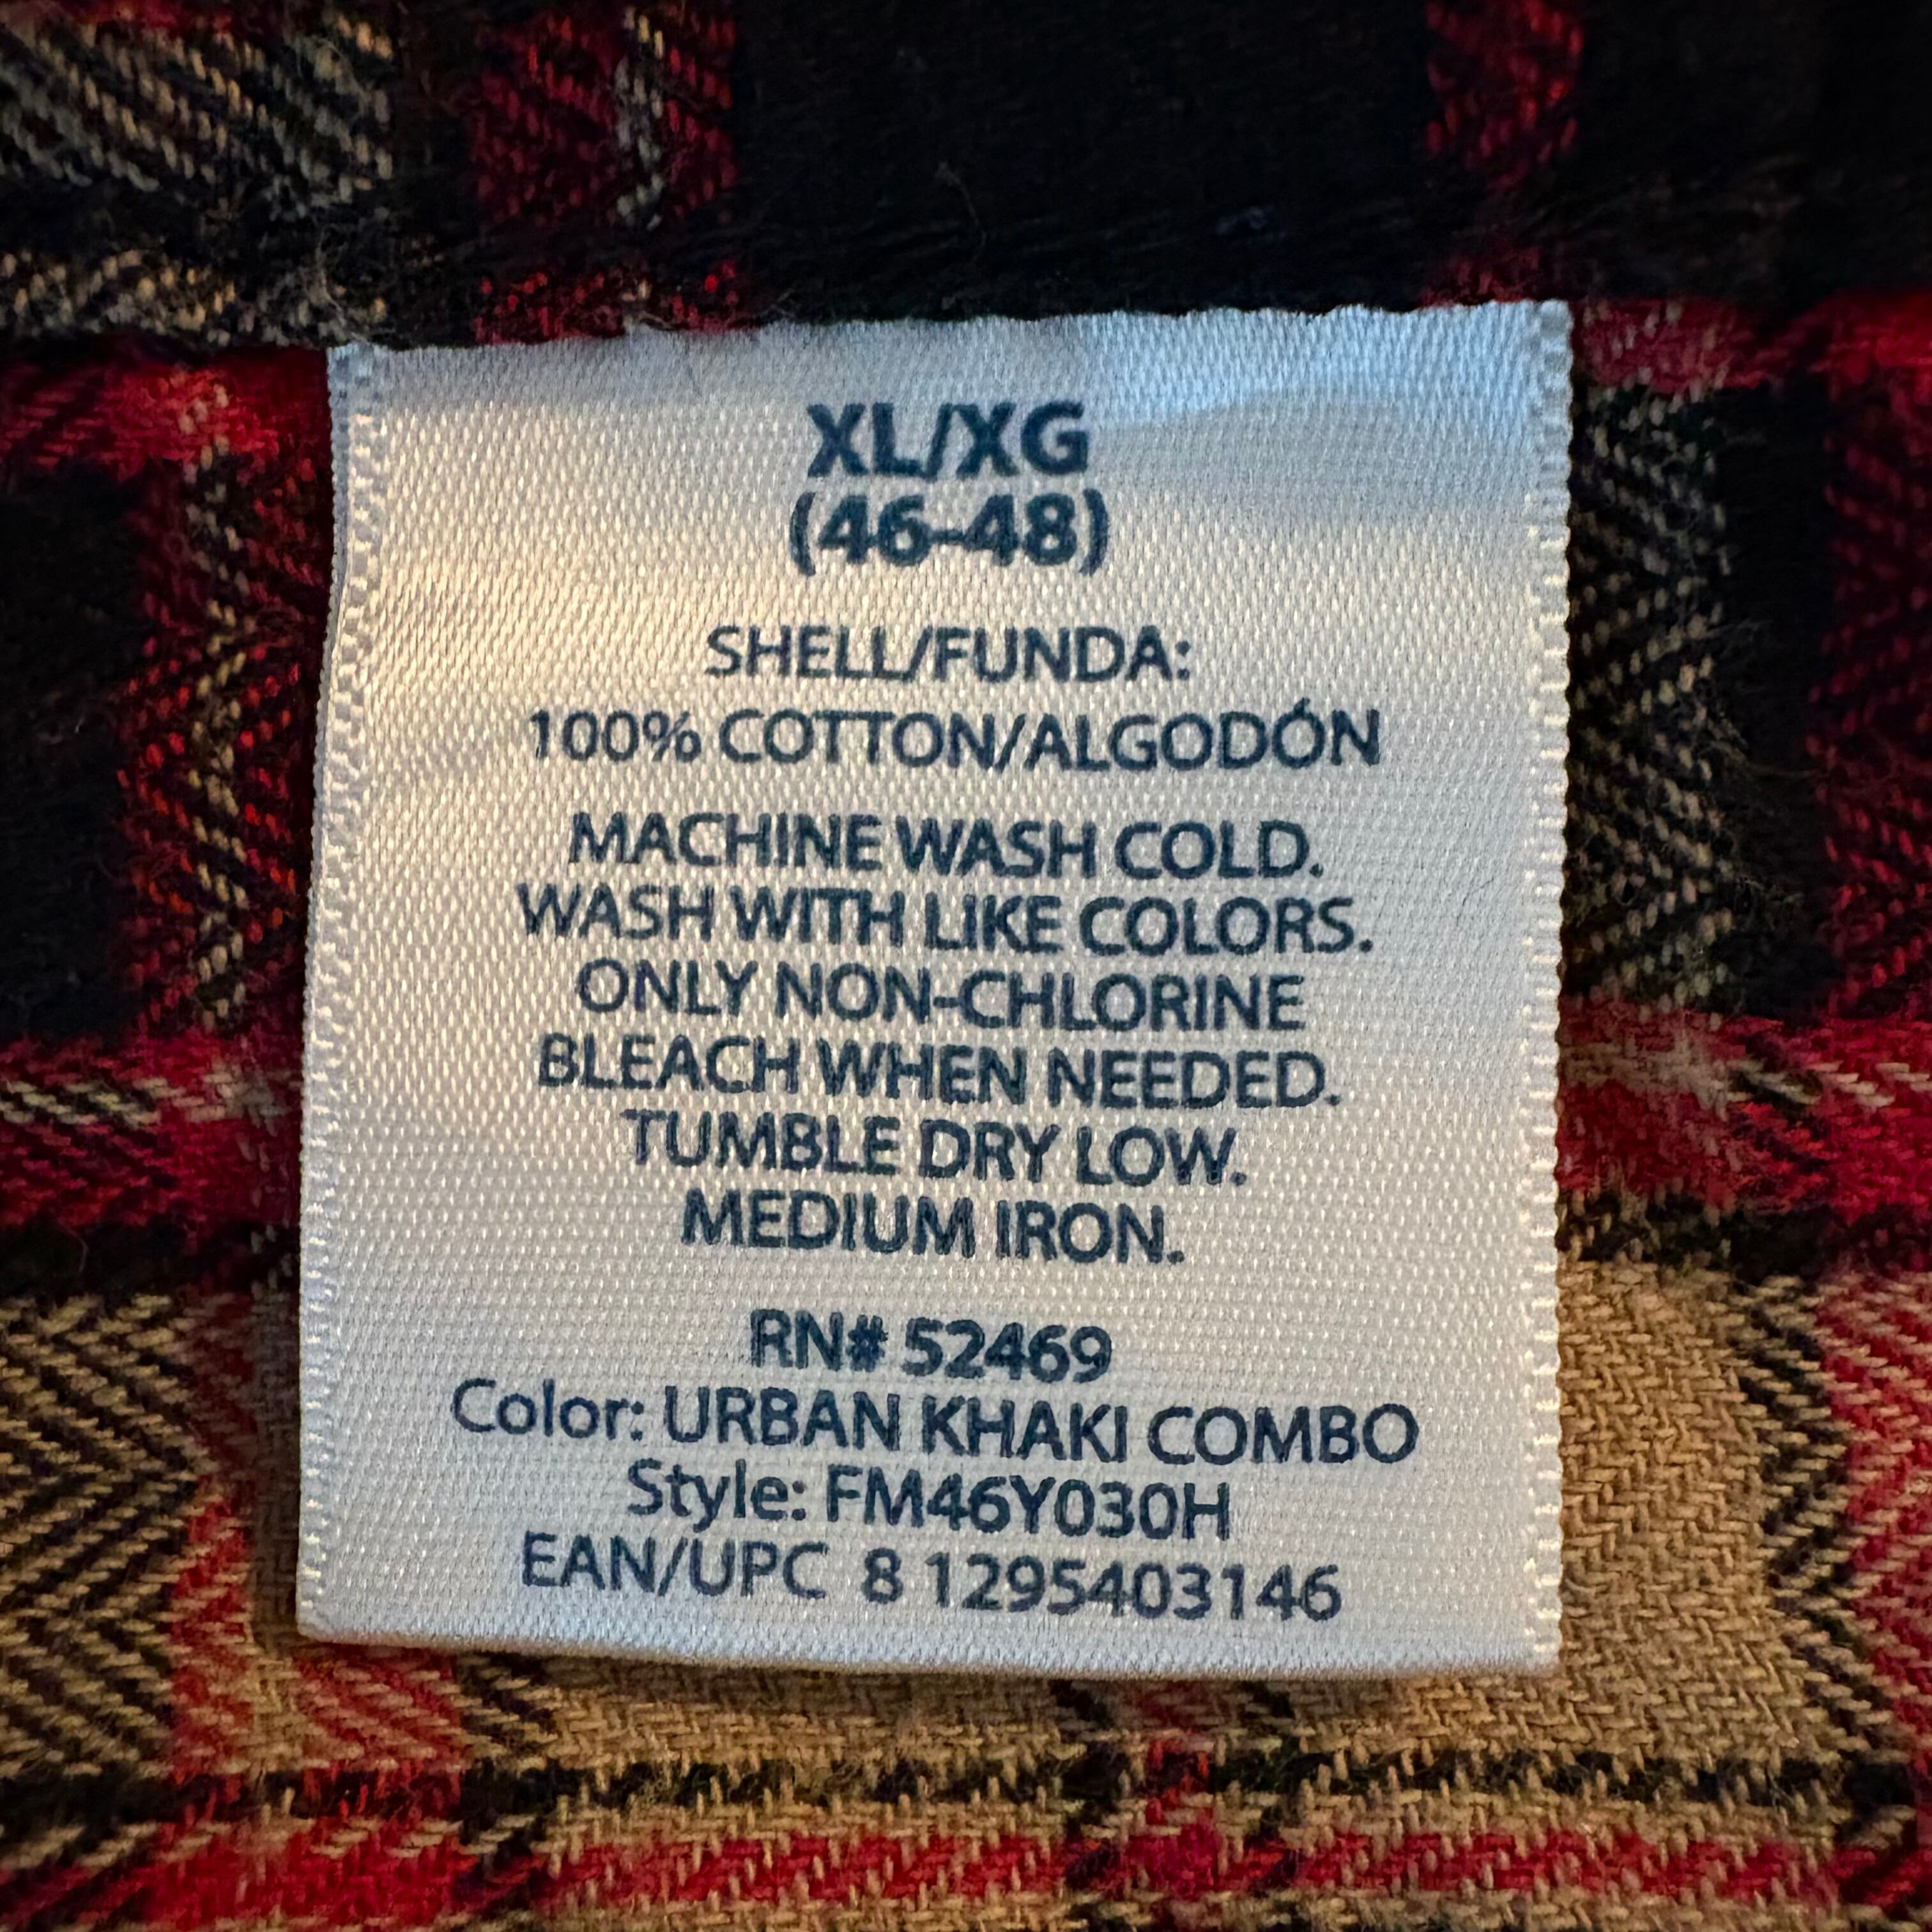 XL/XG
(46-48)
SHELL/FUNDA:
100% COTTON/ALGODÓN
MACHINE WASH COLD.
WASH WITH LIKE COLORS.
ONLY NON-CHLORINE
BLEACH WHEN NEEDED.
TUMBLE DRY LOW.
MEDIUM IRON.
RN# 52469
Color: URBAN KHAKI COMBO
Style: FM46Y030H
EAN/UPC 8 1295403146